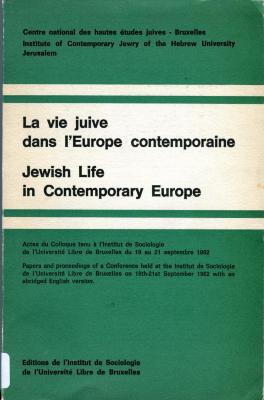 Centre national des hautes études juives - Bruxelles
Institute of Contemporary Jewry of the Hebrew University
Jerusalem
La vie juive
dans l'Europe contemporaine
Jewish Life
in Contemporary Europe
Actes du Colloque tenu à l'Institut de Sociologie
de l'Université Libre de Bruxelles du 19 au 21 septembre 1962
Papers and proceedings of a Conference held at the Institut de Sociologie
de l'Université Libre de Bruxelles on 19th-21st September 1962 with an
abridged English version.
Editions de l'Institut de Sociologie
de l'Université Libre de Bruxelles